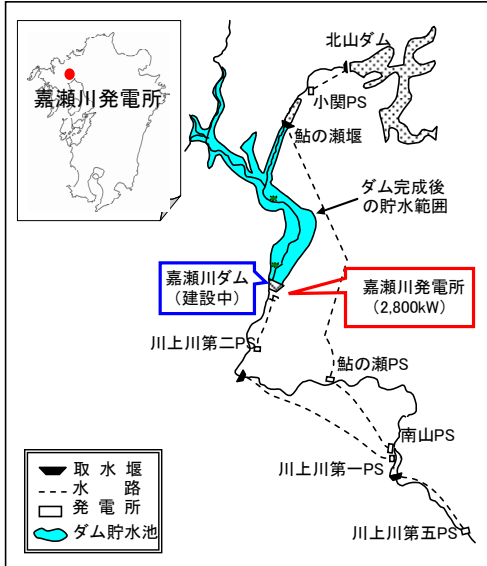 嘉瀬川発電所
北山ダム
小関PS
鮎の瀬堰
ダム完成後
の貯水範囲
嘉瀬川ダム
（建設中）
嘉瀬川発電所
（2,800kW）
川上川第二PS
鮎の瀬PS
南山PS
川上川第一PS
川上川第五PS
取水堰
水路
発電所
ダム貯水池